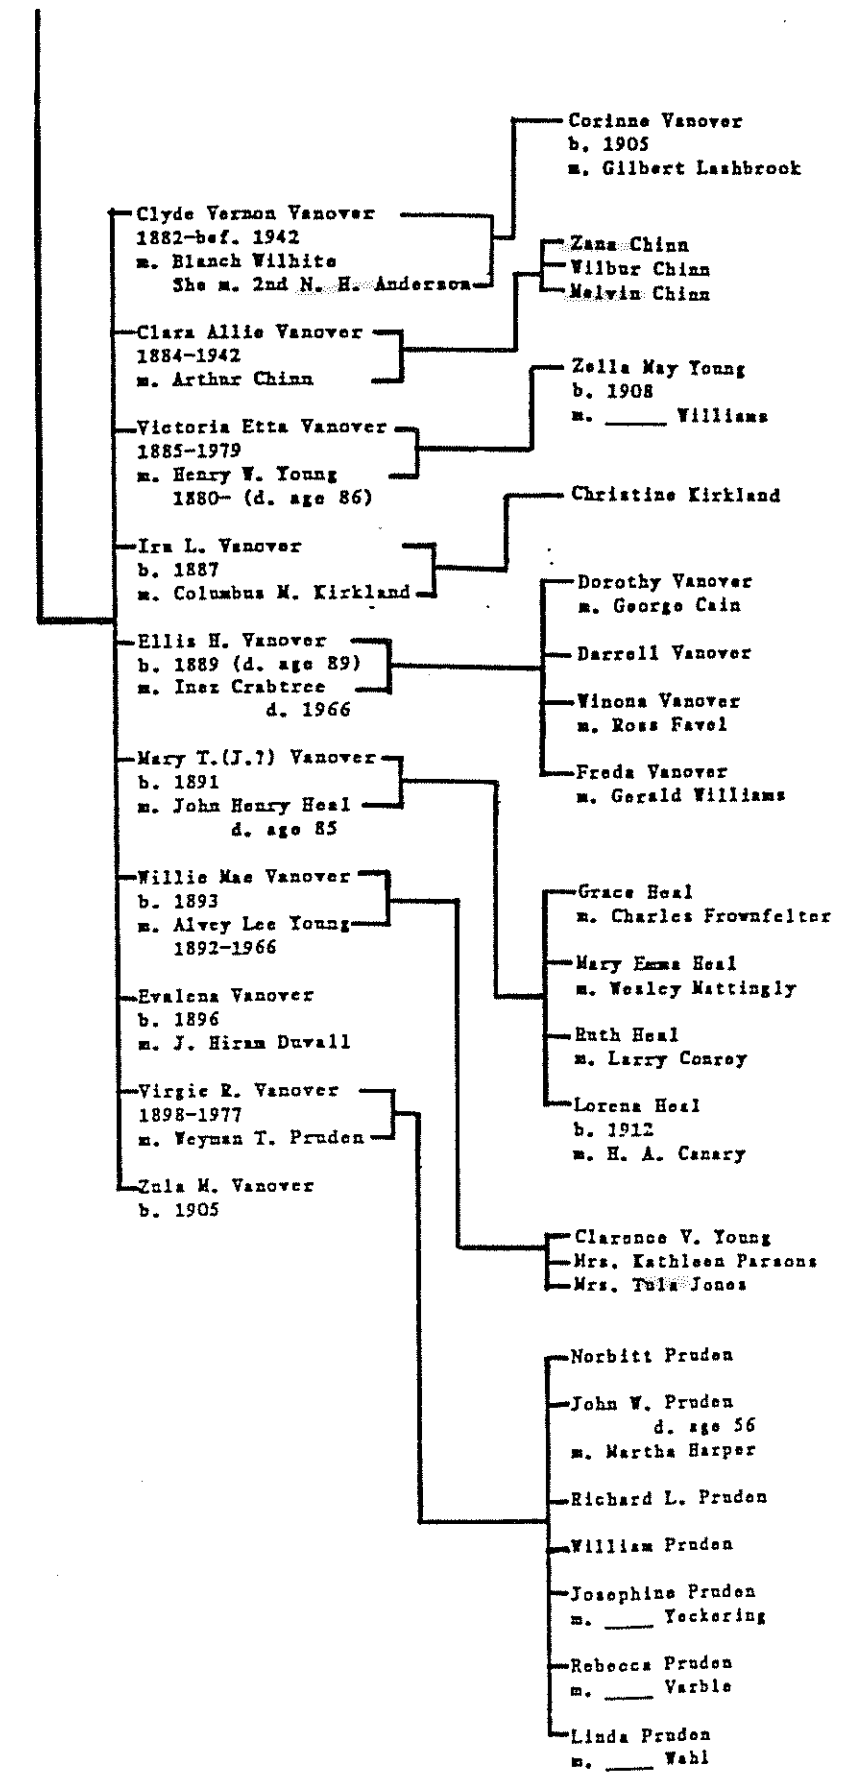 Clyde Vernon Vanover
1882-bef. 1942
m. Blanch Wilhite
She m. 2nd N. H. Anderson
Clara Allie Vanover
1884-1942
m. Arthur Chinn
Victoria Etta Vanover
1885-1979
m. Henry W. Young
1880- (d. age 86)
Ira L. Vanover
b. 1887
m. Columbus M. Kirkland
Ellis H. Vanover
b. 1889 (d. age 89)
m. Inez Crabtree
d. 1966
Mary T.(J.?) Vanover
b. 1891
m. John Henry Heal
d. age 85
Willie Mae Vanover
b. 1893
m. Alvey Lee Young
1892-1966
Evalena Vanover
b. 1896
m. J. Hiram Duvall
Virgie R. Vanover
1898-1977
m. Weyman T. Pruden
Zula M. Vanover
b. 1905
Corinne Vanover
b. 1905
m. Gilbert Lashbrook
Zana Chinn
Wilbur Chinn
Melvin Chinn
Zella May Young
b. 1908
m. _____ Williams
Christine Kirkland
Dorothy Vanover
m. George Cain
Darrell Vanover
Winona Vanover
m. Ross Favel
Freda Vanover
m. Gerald Williams
Grace Heal
m. Charles Frownfelter
Mary Emma Heal
m. Wesley Mattingly
Ruth Heal
m. Larry Conroy
Lorena Heal
b. 1912
m. H. A. Canary
Clarence V. Young
Mrs. Kathleen Parsons
Mrs. Tula Jones
Norbitt Pruden
John W. Pruden
d. age 56
m. Martha Harper
Richard L. Pruden
William Pruden
Josephine Pruden
m. ____ Yeckering
Rebecca Pruden
m. ____ Varble
Linda Pruden
m. ____ Wahl